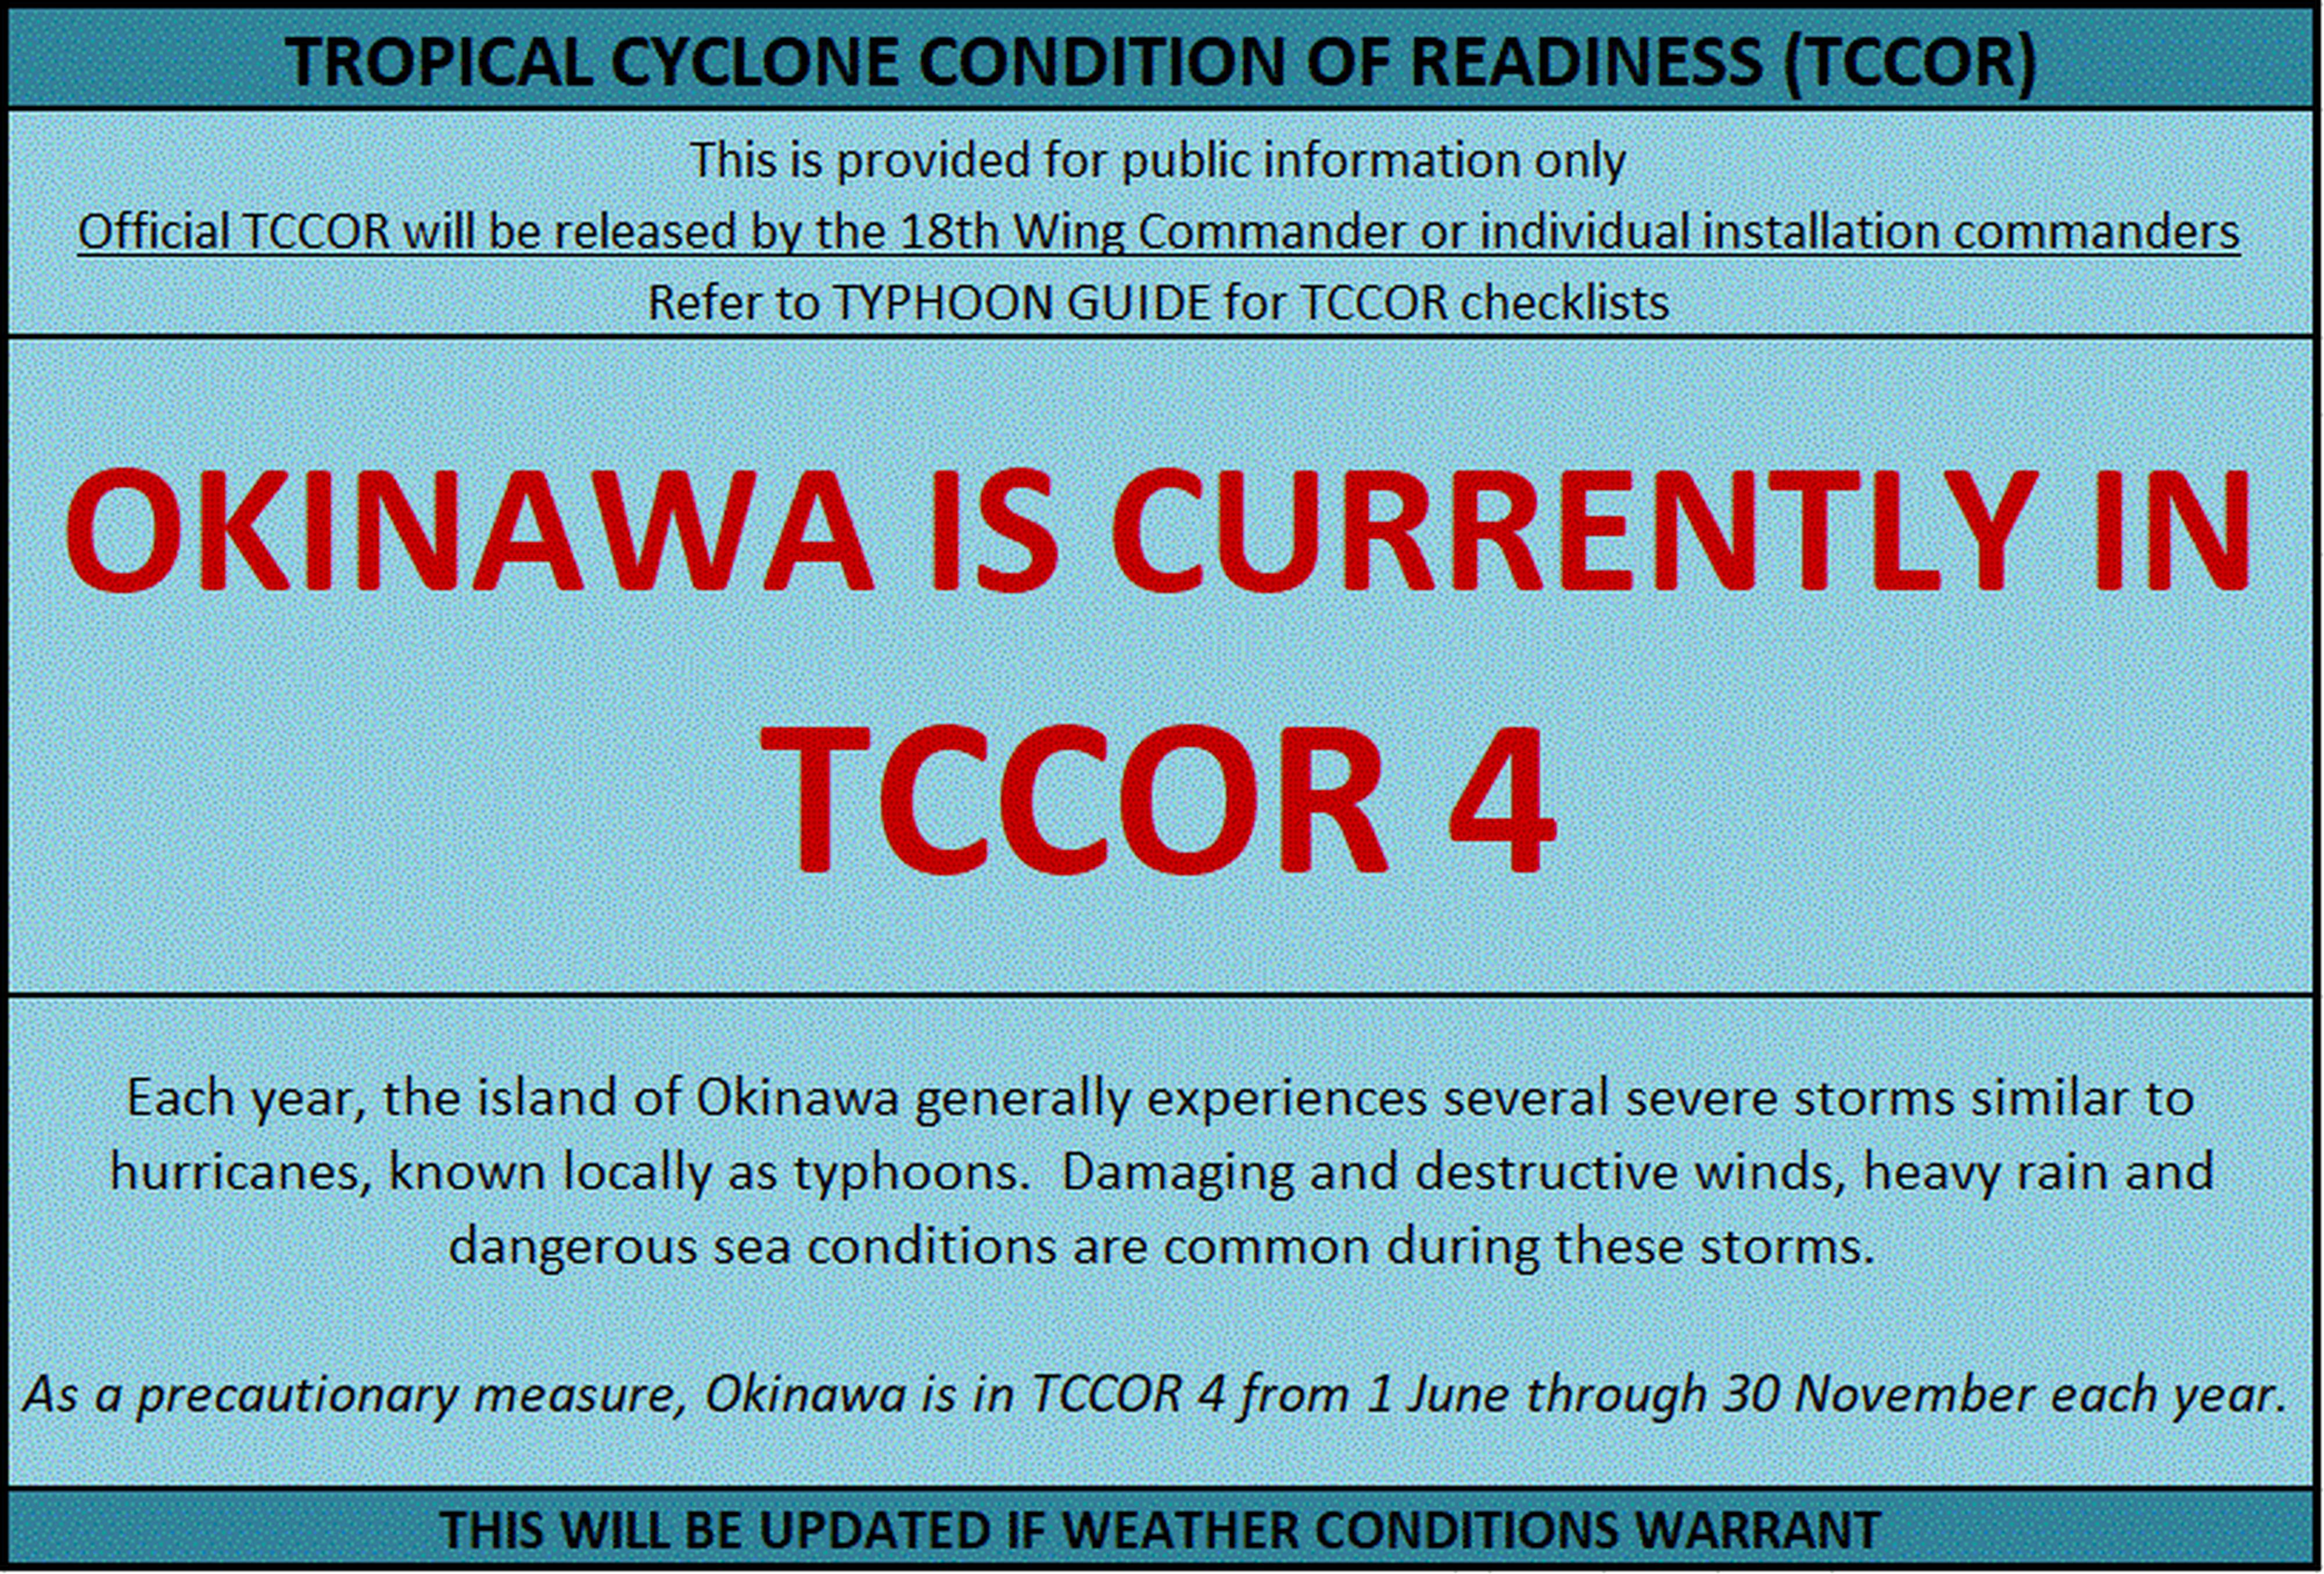 TROPICAL CYCLONE CONDITION OF READINESS (TCCOR)
This is provided for public information only
Official TCCOR will be released by the 18th Wing Commander or individual installation commanders
Refer to TYPHOON GUIDE for TCCOR checklists
OKINAWA IS CURRENTLY IN
TCCOR 4
Each year, the island of Okinawa generally experiences several severe storms similar to
hurricanes, known locally as typhoons.  Damaging and destructive winds, heavy rain and
dangerous sea conditions are common during these storms.
As a precautionary measure, Okinawa is in TCCOR 4 from 1 June through 30 November each year.
THIS WILL BE UPDATED IF WEATHER CONDITIONS WARRANT